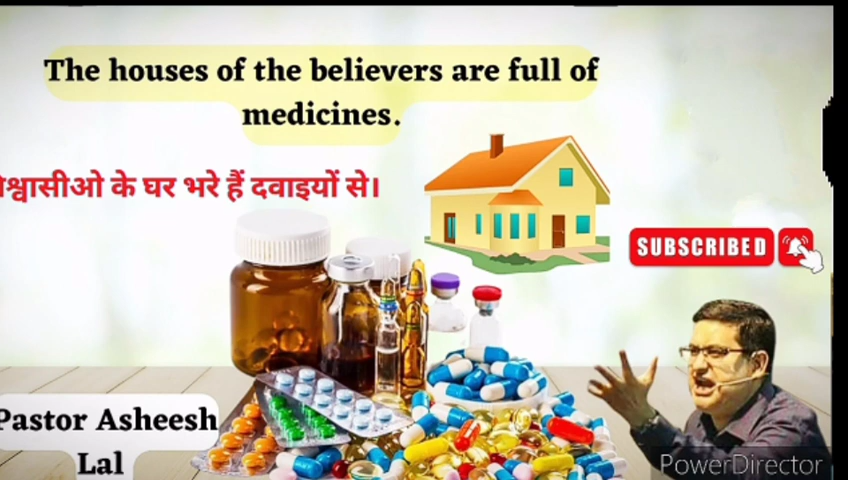 The houses of the believers are full of
medicines.
के घर भरे हैं दवाइयों से।
SUBSCRIBED
Pastor Asheesh
Lal
PowerDirector